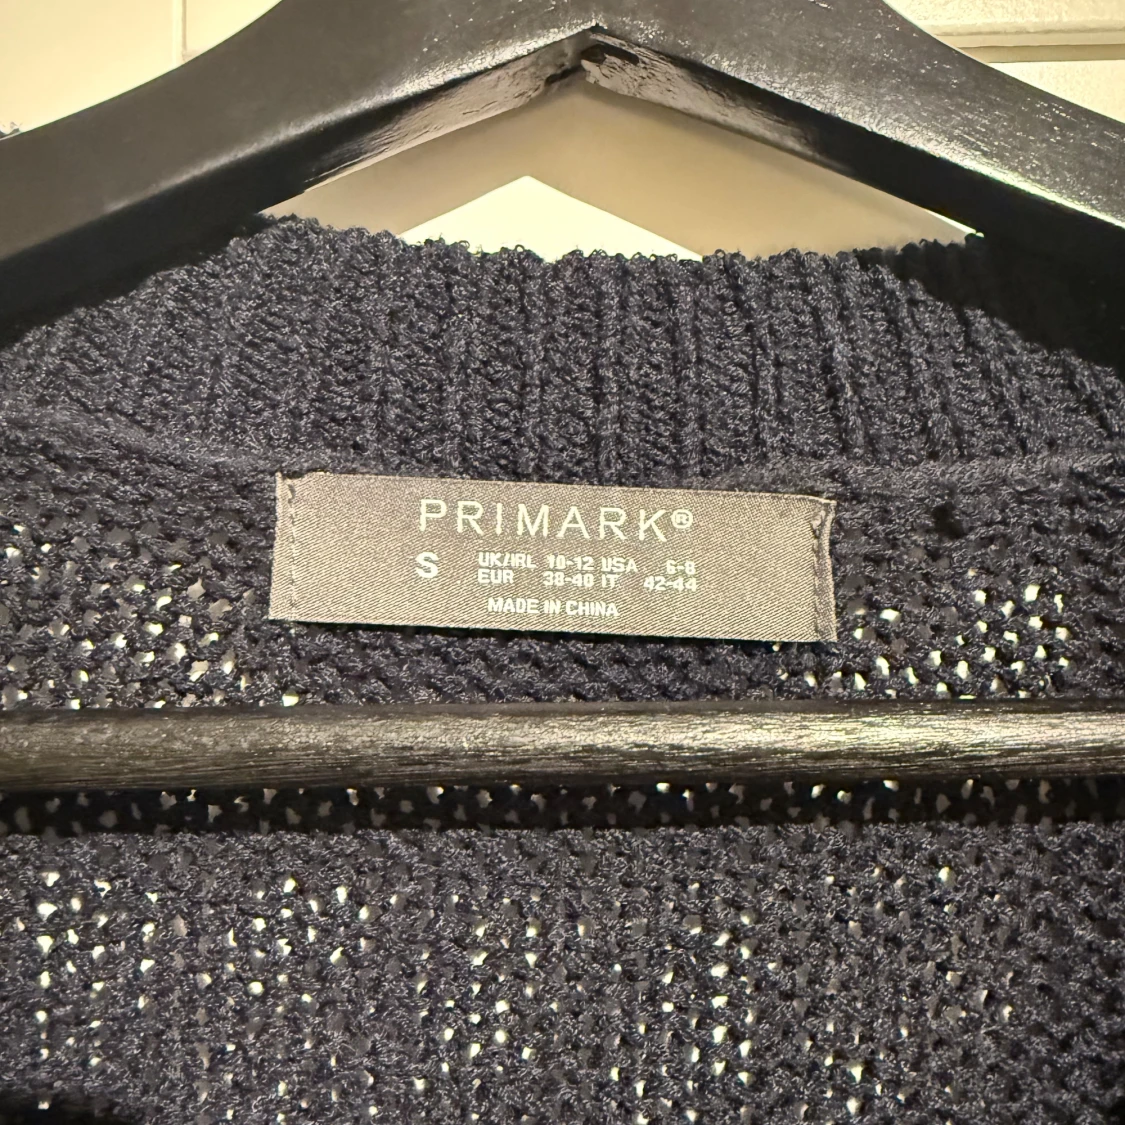 PRIMARK®
S UK/IRL 10-12 USA 6-8
EUR 38-40 IT 42-44
MADE IN CHINA